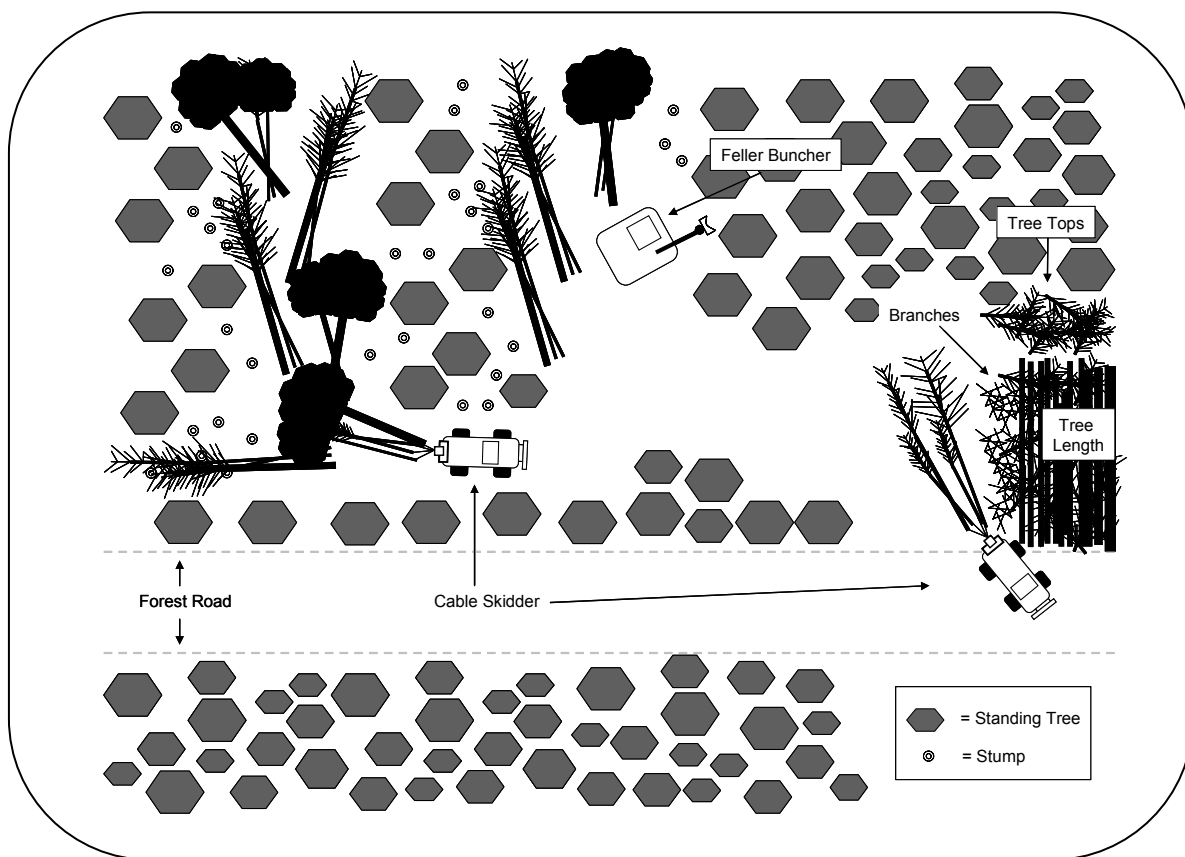 Feller Buncher
Tree Tops
Branches
Tree
Length
Forest Road
Cable Skidder
= Standing Tree
= Stump